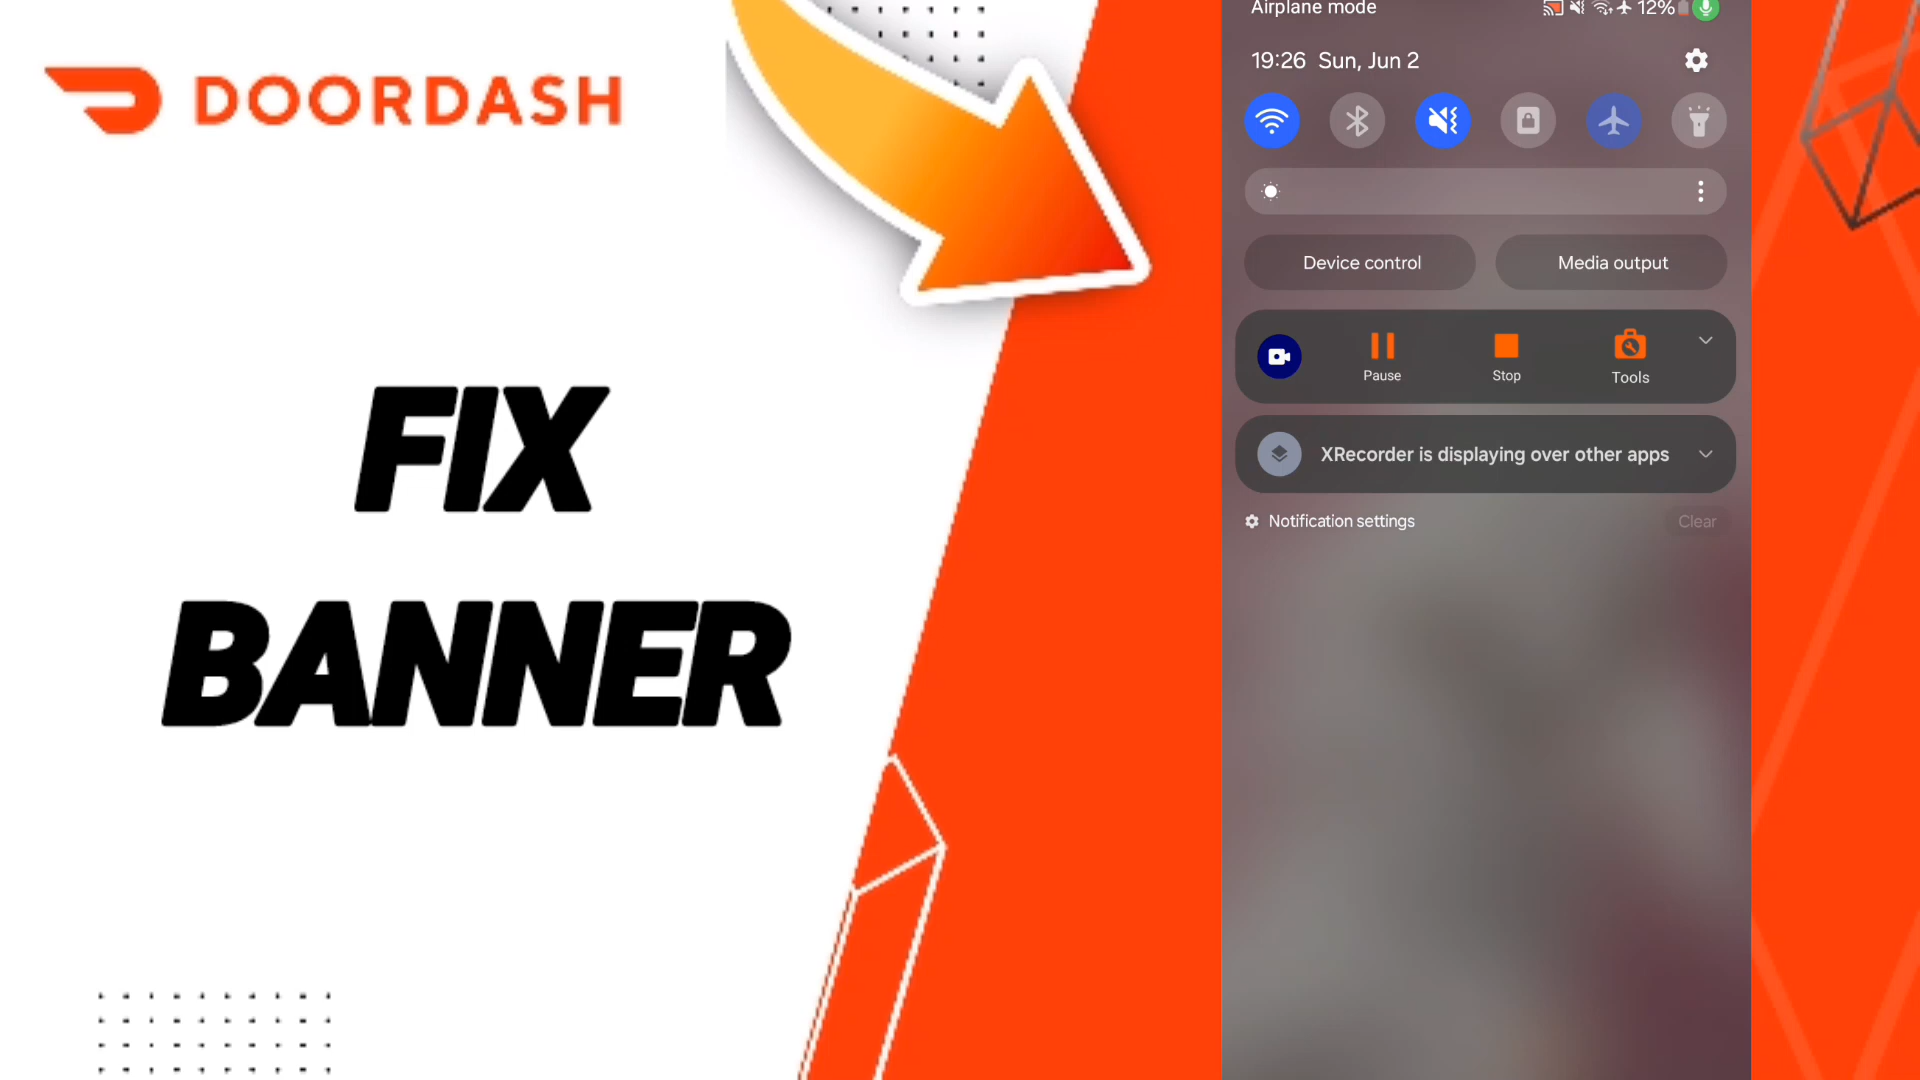 DOORDASH
FIX
BANNER
Airplane mode
12%
19:26 Sun, Jun 2
Device control
Media output
Pause
Stop
Tools
XRecorder is displaying over other apps
Notification settings
Clear